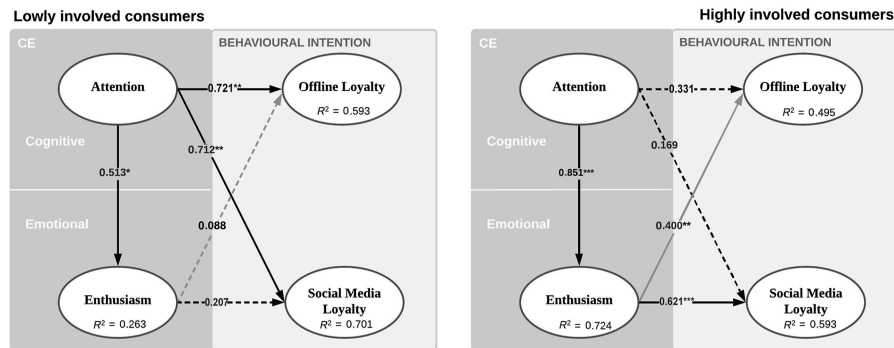 Lowly involved consumers
CE
BEHAVIOURAL INTENTION
Attention
Offline Loyalty
R² = 0.593
0.721**
Cognitive
0.712**
0.513*
Emotional
0.088
Enthusiasm
R² = 0.263
0.207
Social Media
Loyalty
R² = 0.701
Highly involved consumers
CE
BEHAVIOURAL INTENTION
Attention
Offline Loyalty
R² = 0.495
0.331
Cognitive
0.169
0.851***
Emotional
0.400**
Enthusiasm
R² = 0.724
0.621***
Social Media
Loyalty
R² = 0.593